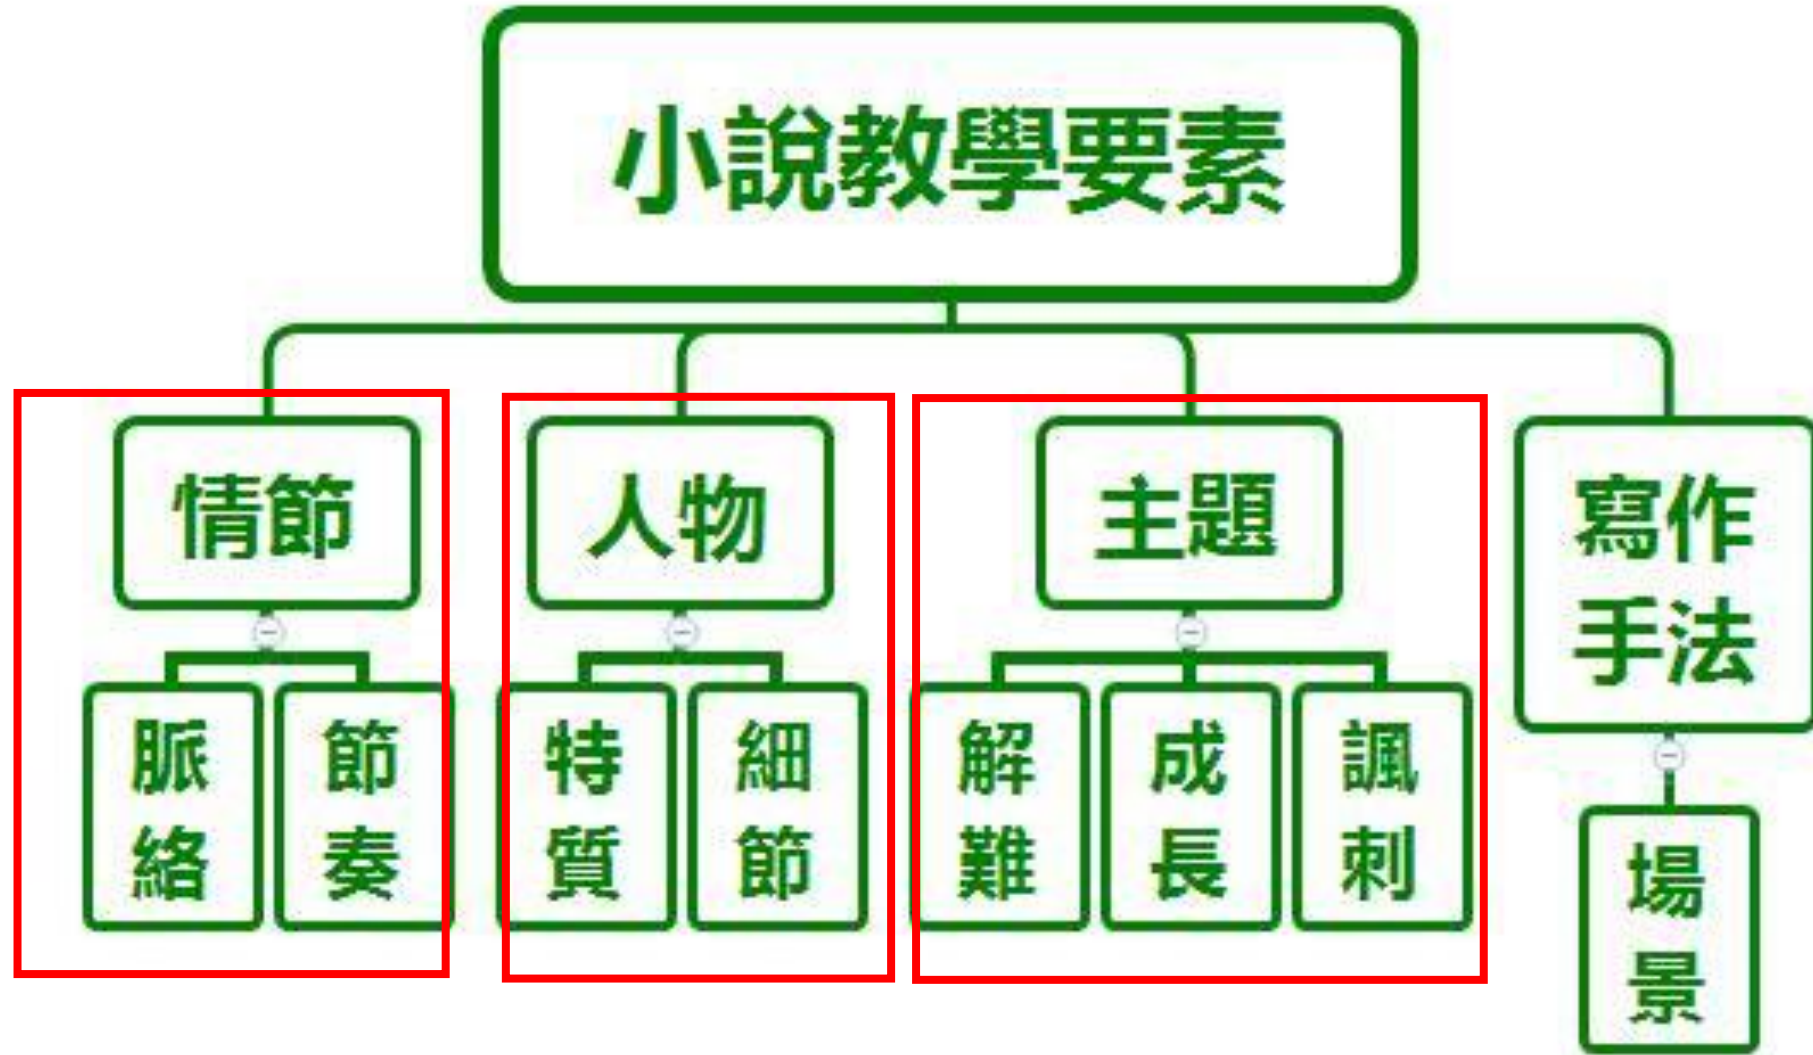 小說教學要素
情節
人物
主題
寫作
手法
脈絡
節奏
特質
細節
解難
成長
諷刺
場景